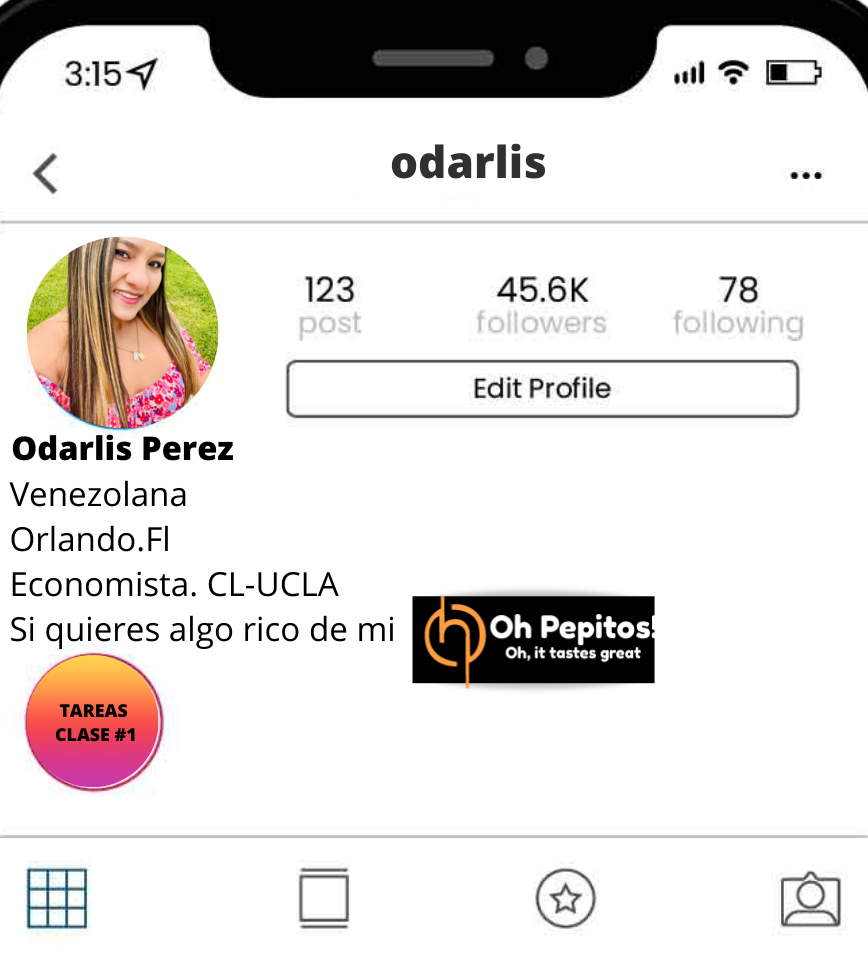 3:15
odarlis
...
123 45.6K 78
post followers following
Edit Profile
Odarlis Perez
Venezolana
Orlando.Fl
Economista. CL-UCLA
Si quieres algo rico de mi
Oh Pepitos!
Oh, it tastes great
TAREAS
CLASE #1